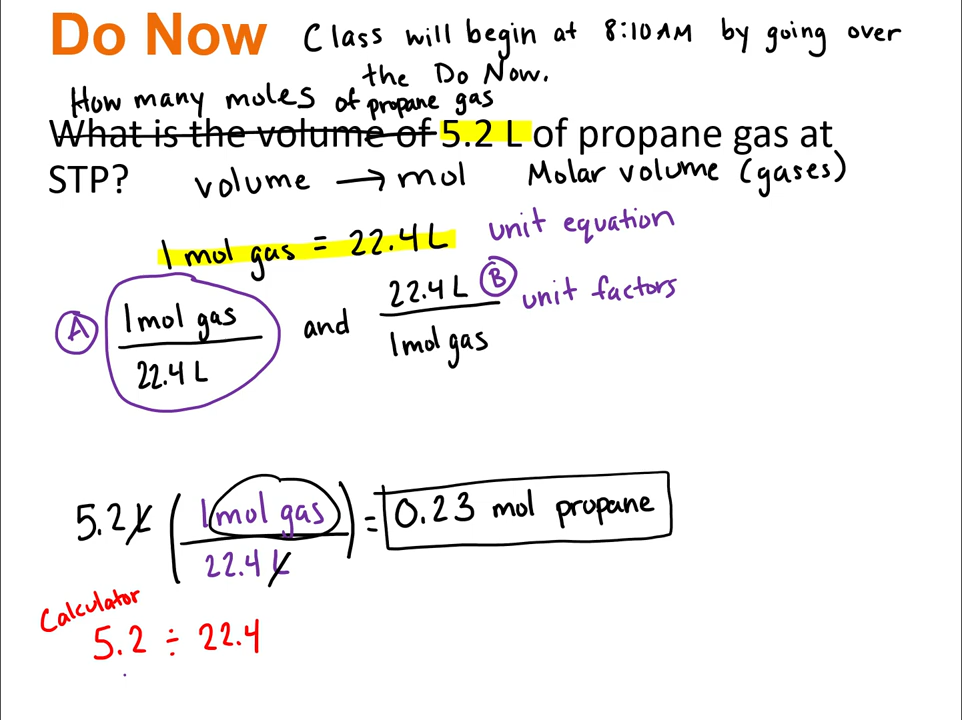 Do Now Class will begin at 8:10AM by going over
the Do Now.
How many moles of propane gas
What is the volume of 5.2 L of propane gas at
STP? volume → mol Molar volume (gases)
1 mol gas = 22.4 L unit equation
A 1 mol gas / 22.4 L and 22.4 L / 1 mol gas B unit factors
5.2 L ( 1 mol gas / 22.4 L ) = 0.23 mol propane
Calculator
5.2 ÷ 22.4